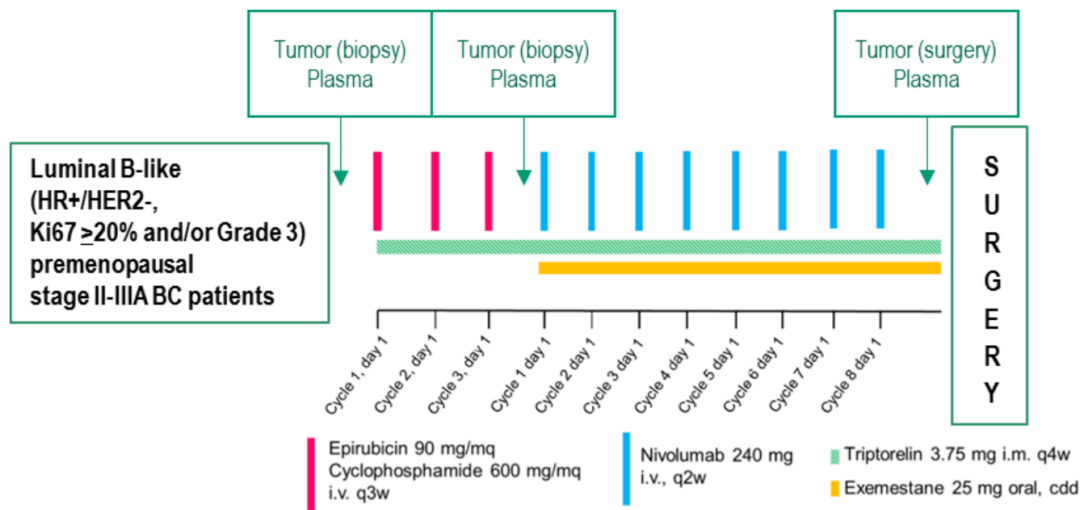 Tumor (biopsy)
Plasma
Tumor (biopsy)
Plasma
Tumor (surgery)
Plasma
Luminal B-like
(HR+/HER2-,
Ki67 ≥20% and/or Grade 3)
premenopausal
stage II-IIIA BC patients
S
U
R
G
E
R
Y
Cycle 1, day 1
Cycle 2, day 1
Cycle 3, day 1
Cycle 1 day 1
Cycle 2 day 1
Cycle 3 day 1
Cycle 4 day 1
Cycle 5 day 1
Cycle 6 day 1
Cycle 7 day 1
Cycle 8 day 1
Epirubicin 90 mg/mq
Cyclophosphamide 600 mg/mq
i.v. q3w
Nivolumab 240 mg
i.v., q2w
Triptorelin 3.75 mg i.m. q4w
Exemestane 25 mg oral, cdd